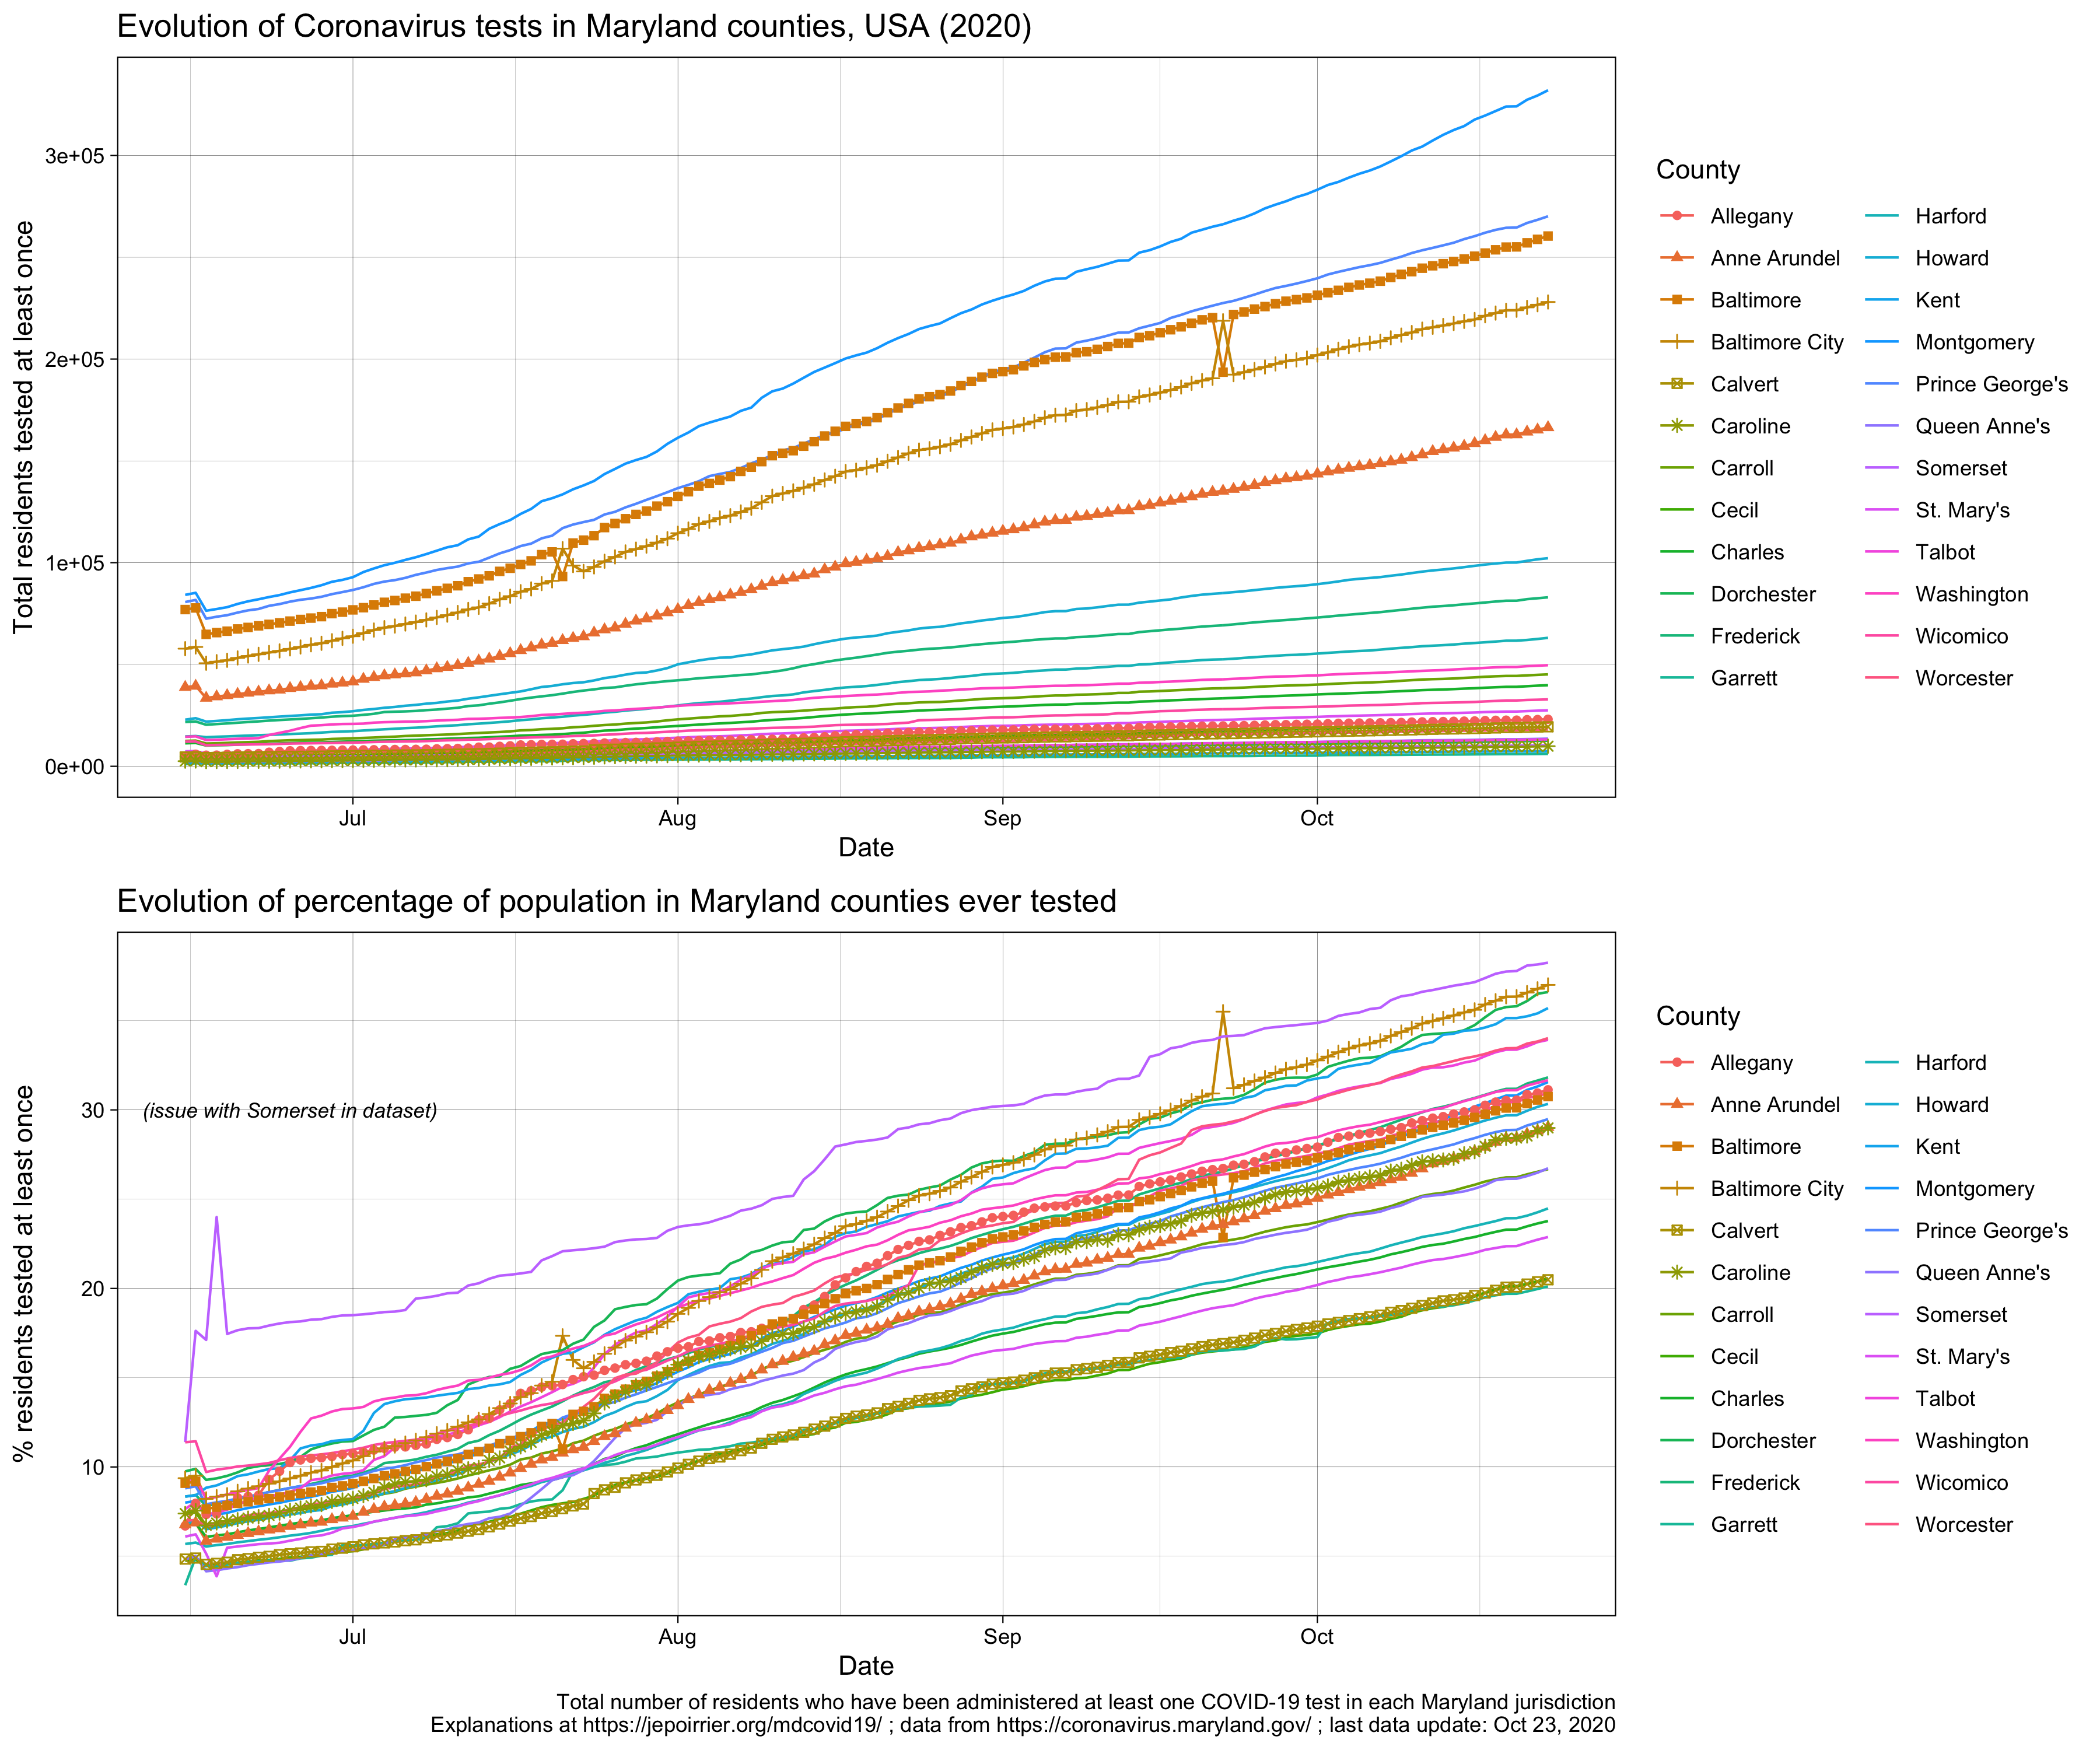 Evolution of Coronavirus tests in Maryland counties, USA (2020)
Total residents tested at least once
3e+05
2e+05
1e+05
0e+00
Jul
Aug
Sep
Oct
Date
County
Allegany
Anne Arundel
Baltimore
Baltimore City
Calvert
Caroline
Carroll
Cecil
Charles
Dorchester
Frederick
Garrett
Harford
Howard
Kent
Montgomery
Prince George's
Queen Anne's
Somerset
St. Mary's
Talbot
Washington
Wicomico
Worcester
Evolution of percentage of population in Maryland counties ever tested
% residents tested at least once
30
20
10
(issue with Somerset in dataset)
Jul
Aug
Sep
Oct
Date
County
Allegany
Anne Arundel
Baltimore
Baltimore City
Calvert
Caroline
Carroll
Cecil
Charles
Dorchester
Frederick
Garrett
Harford
Howard
Kent
Montgomery
Prince George's
Queen Anne's
Somerset
St. Mary's
Talbot
Washington
Wicomico
Worcester
Total number of residents who have been administered at least one COVID-19 test in each Maryland jurisdiction
Explanations at https://jepoirrier.org/mdcovid19/ ; data from https://coronavirus.maryland.gov/ ; last data update: Oct 23, 2020